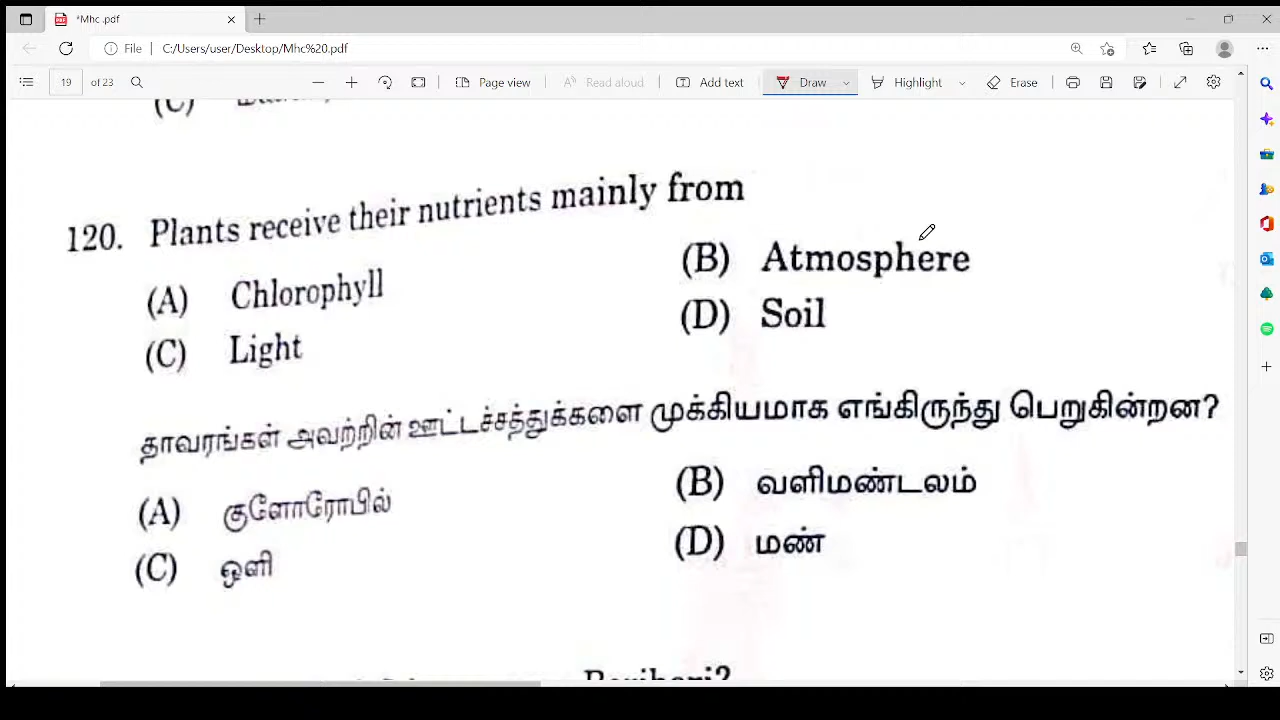 *Mhc .pdf
File | C:/Users/user/Desktop/Mhc%20.pdf
19 of 23 Page view Read aloud Add text Draw Highlight Erase
(C)
120. Plants receive their nutrients mainly from
(A) Chlorophyll (B) Atmosphere
(C) Light (D) Soil
தாவரங்கள் அவற்றின் ஊட்டச்சத்துக்களை முக்கியமாக எங்கிருந்து பெறுகின்றன?
(A) குளோரோபில் (B) வளிமண்டலம்
(C) ஒளி (D) மண்
Beriberi?